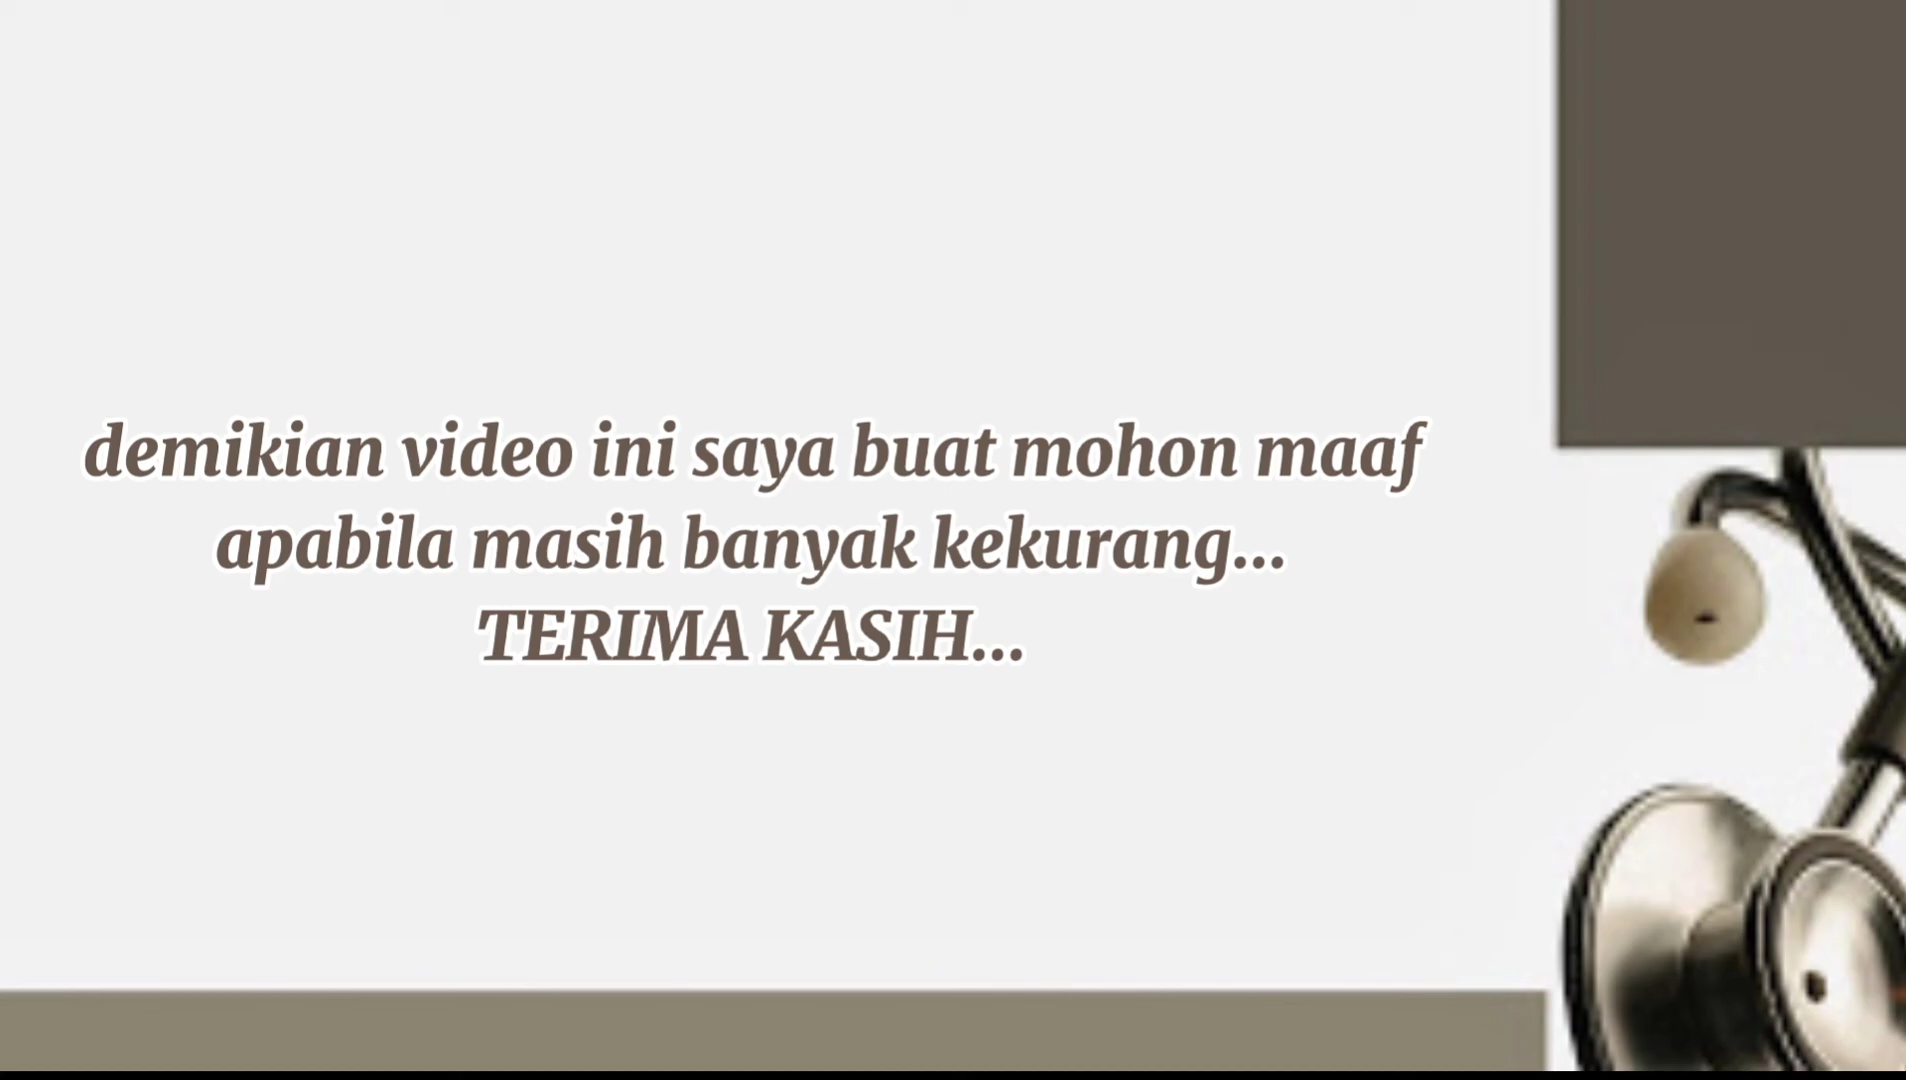 demikian video ini saya buat mohon maaf
apabila masih banyak kekurang...
TERIMA KASIH...